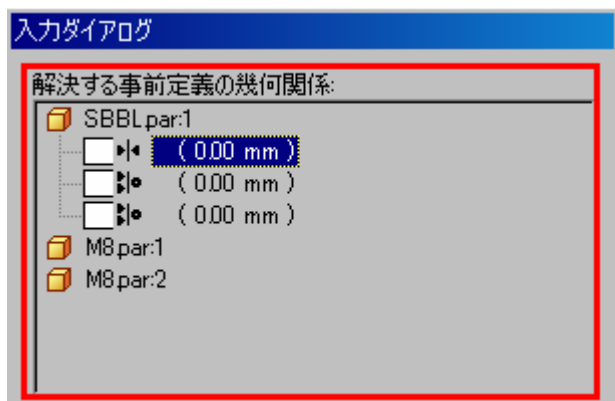 入力ダイアログ
解決する事前定義の幾何関係:
SBBL.par:1
( 0.00 mm )
( 0.00 mm )
( 0.00 mm )
M8.par:1
M8.par:2